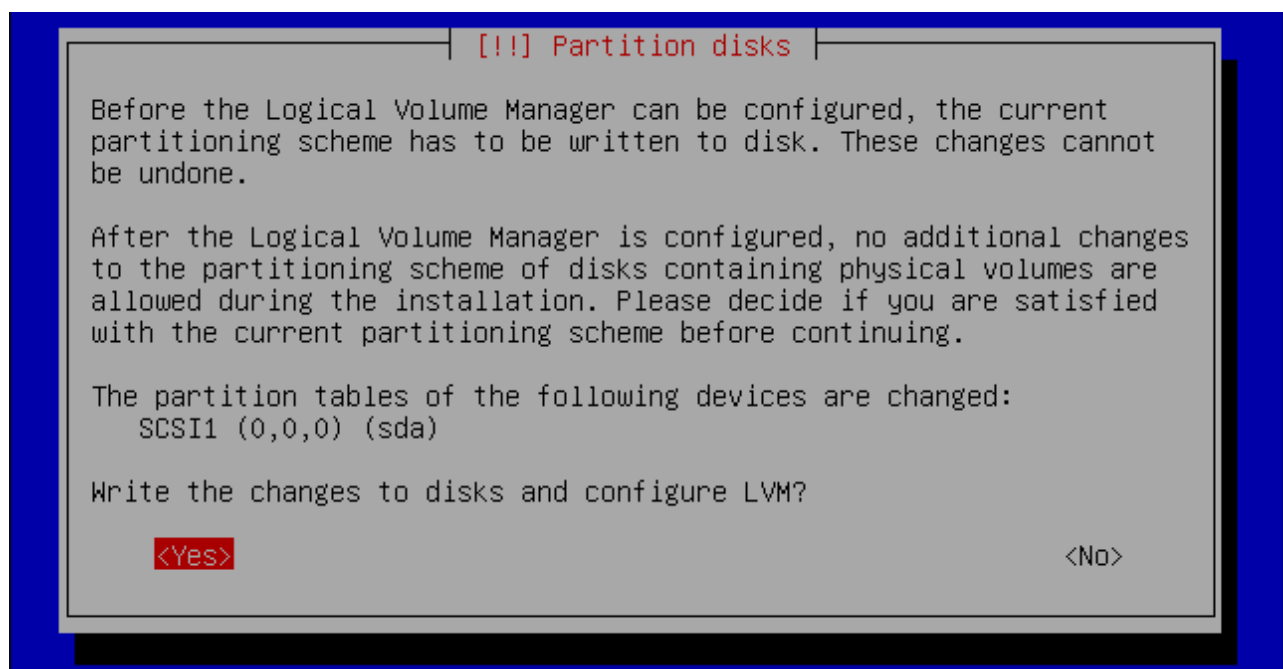 [!!] Partition disks
Before the Logical Volume Manager can be configured, the current
partitioning scheme has to be written to disk. These changes cannot
be undone.
After the Logical Volume Manager is configured, no additional changes
to the partitioning scheme of disks containing physical volumes are
allowed during the installation. Please decide if you are satisfied
with the current partitioning scheme before continuing.
The partition tables of the following devices are changed:
SCSI1 (0,0,0) (sda)
Write the changes to disks and configure LVM?
<Yes> <No>